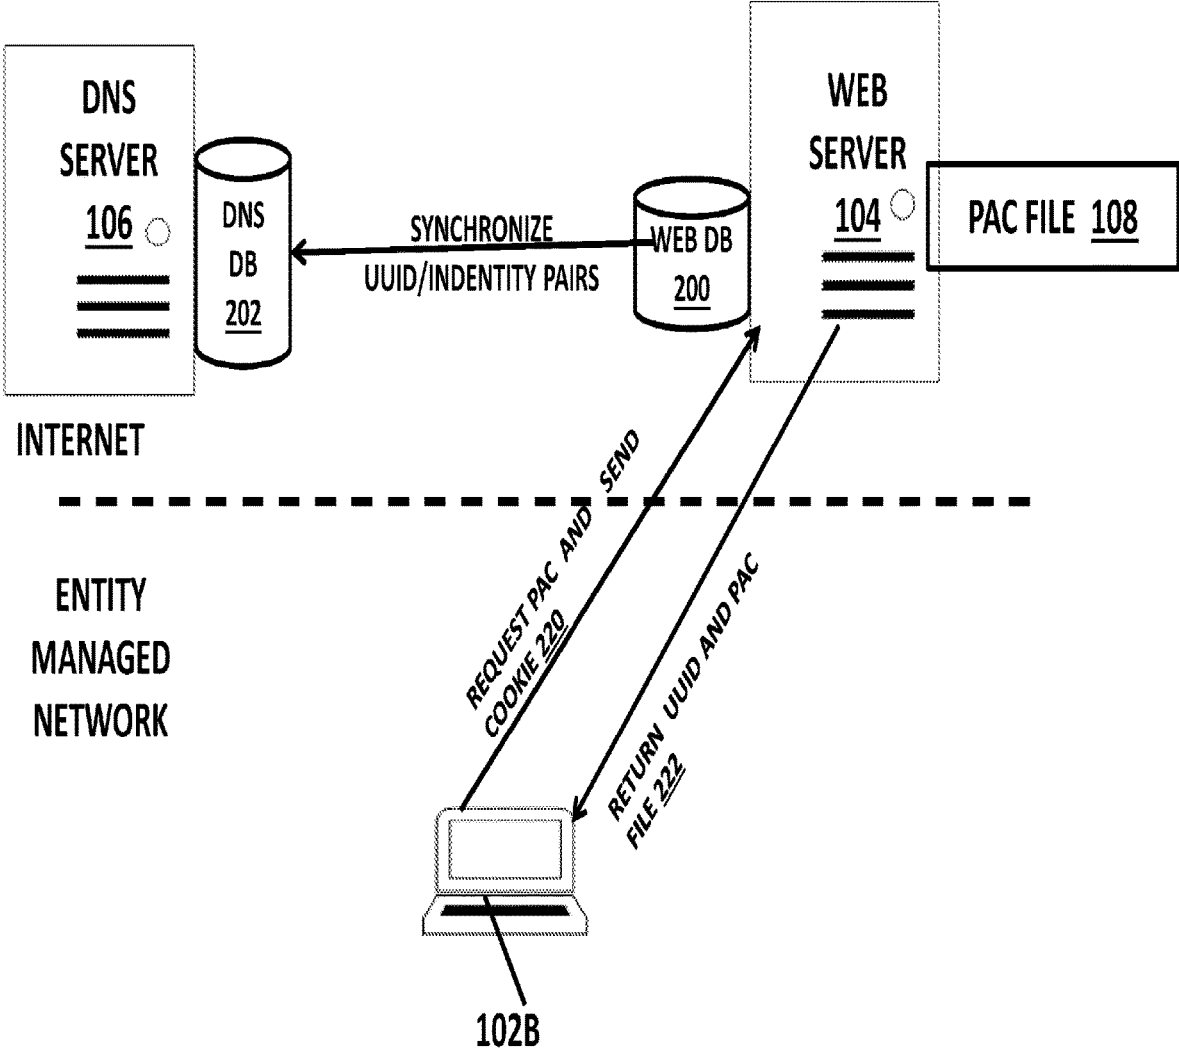 DNS
SERVER
106
DNS
DB
202
SYNCHRONIZE
UUID/INDENTITY PAIRS
WEB DB
200
WEB
SERVER
104
PAC FILE 108
INTERNET
ENTITY
MANAGED
NETWORK
REQUEST PAC AND SEND
COOKIE 220
RETURN UUID AND PAC
FILE 222
102B